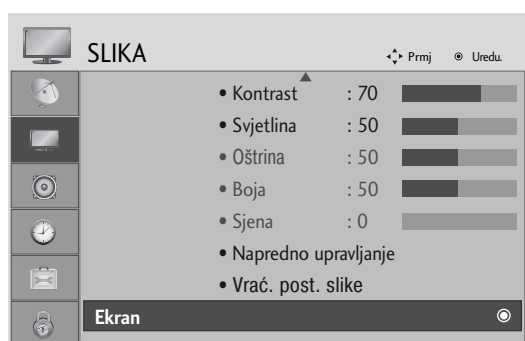 SLIKA Prmj Uredu.
• Kontrast : 70
• Svjetlina : 50
• Oštrina : 50
• Boja : 50
• Sjena : 0
• Napredno upravljanje
• Vrać. post. slike
Ekran